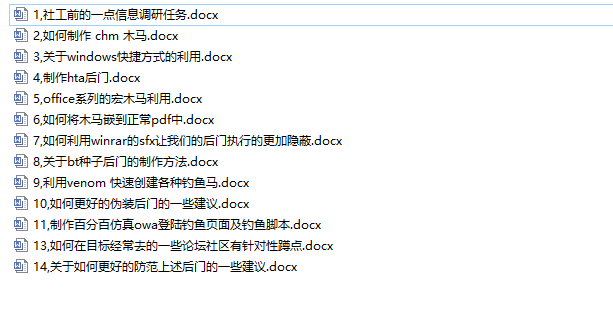 1,社工前的一点信息调研任务.docx
2,如何制作 chm 木马.docx
3,关于windows快捷方式的利用.docx
4,制作hta后门.docx
5,office系列的宏木马利用.docx
6,如何将木马嵌到正常pdf中.docx
7,如何利用winrar的sfx让我们的后门执行的更加隐蔽.docx
8,关于bt种子后门的制作方法.docx
9,利用venom 快速创建各种钓鱼马.docx
10,如何更好的伪装后门的一些建议.docx
11,制作百分百仿真owa登陆钓鱼页面及钓鱼脚本.docx
13,如何在目标经常去的一些论坛社区有针对性蹲点.docx
14,关于如何更好的防范上述后门的一些建议.docx